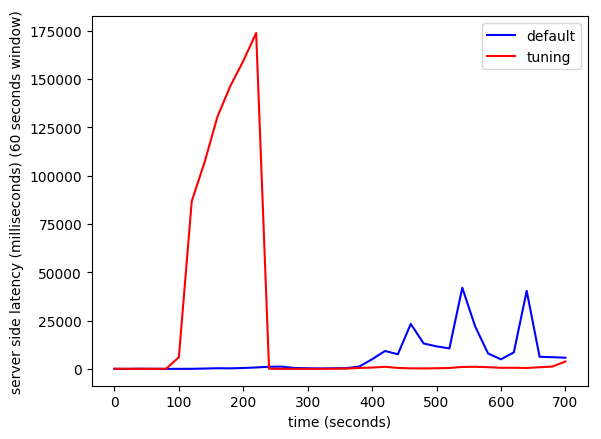 server side latency (milliseconds) (60 seconds window)
175000
150000
125000
100000
75000
50000
25000
0
default
tuning
0 100 200 300 400 500 600 700
time (seconds)